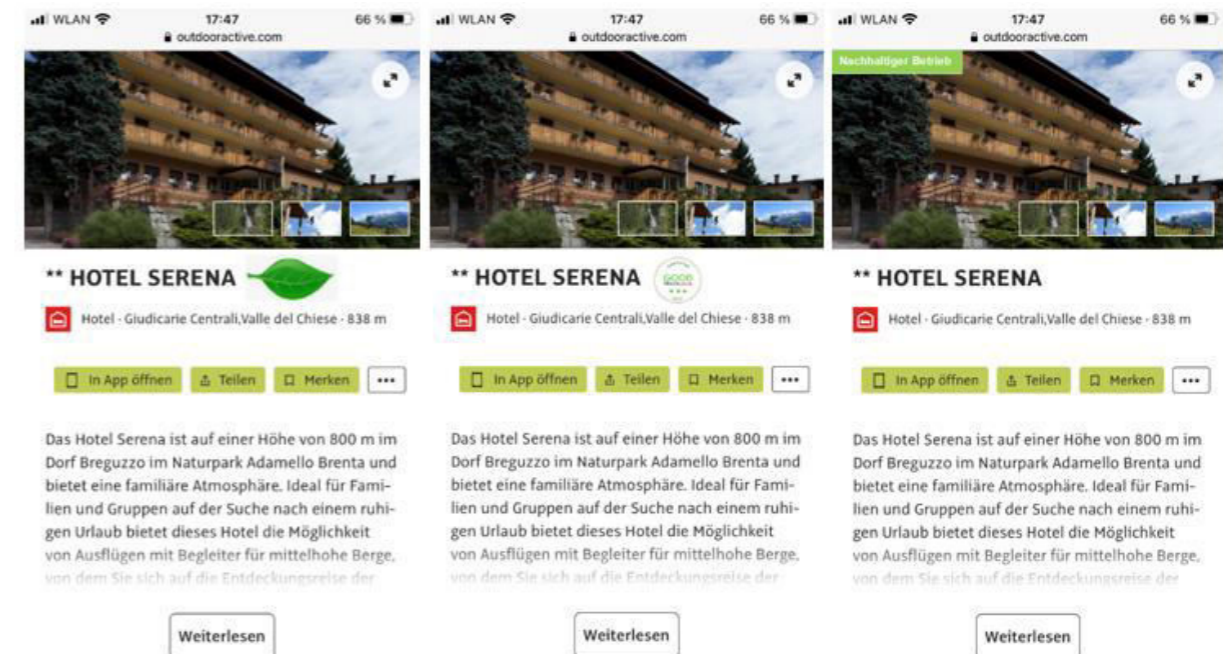 WLAN 17:47 66 %
outdooractive.com
** HOTEL SERENA
Hotel · Giudicarie Centrali,Valle del Chiese · 838 m
In App öffnen Teilen Merken
Das Hotel Serena ist auf einer Höhe von 800 m im
Dorf Breguzzo im Naturpark Adamello Brenta und
bietet eine familiäre Atmosphäre. Ideal für Fami-
lien und Gruppen auf der Suche nach einem ruhi-
gen Urlaub bietet dieses Hotel die Möglichkeit
von Ausflügen mit Begleiter für mittelhohe Berge,
von dem Sie sich auf die Entdeckungsreise der
Weiterlesen
WLAN 17:47 66 %
outdooractive.com
** HOTEL SERENA
GOOD
Hotel · Giudicarie Centrali,Valle del Chiese · 838 m
In App öffnen Teilen Merken
Das Hotel Serena ist auf einer Höhe von 800 m im
Dorf Breguzzo im Naturpark Adamello Brenta und
bietet eine familiäre Atmosphäre. Ideal für Fami-
lien und Gruppen auf der Suche nach einem ruhi-
gen Urlaub bietet dieses Hotel die Möglichkeit
von Ausflügen mit Begleiter für mittelhohe Berge,
von dem Sie sich auf die Entdeckungsreise der
Weiterlesen
WLAN 17:47 66 %
outdooractive.com
Nachhaltiger Betrieb
** HOTEL SERENA
Hotel · Giudicarie Centrali,Valle del Chiese · 838 m
In App öffnen Teilen Merken
Das Hotel Serena ist auf einer Höhe von 800 m im
Dorf Breguzzo im Naturpark Adamello Brenta und
bietet eine familiäre Atmosphäre. Ideal für Fami-
lien und Gruppen auf der Suche nach einem ruhi-
gen Urlaub bietet dieses Hotel die Möglichkeit
von Ausflügen mit Begleiter für mittelhohe Berge,
von dem Sie sich auf die Entdeckungsreise der
Weiterlesen